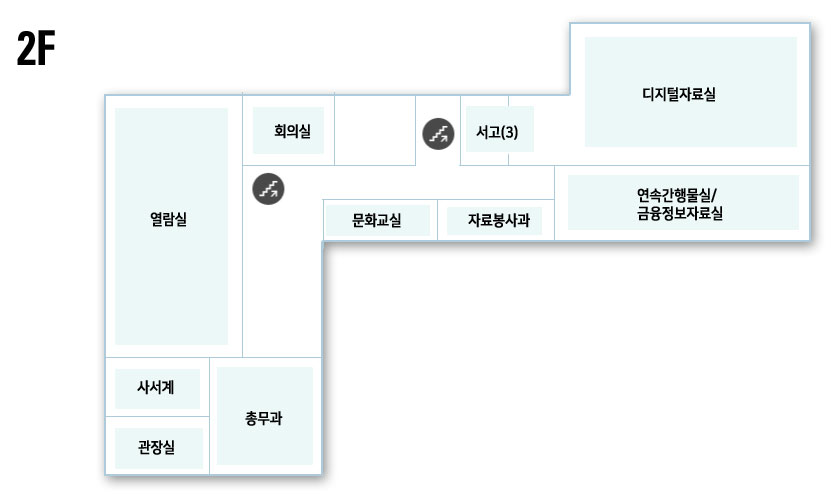 2F
디지털자료실
회의실
서고(3)
연속간행물실/
금융정보자료실
열람실
문화교실
자료봉사과
사서계
총무과
관장실